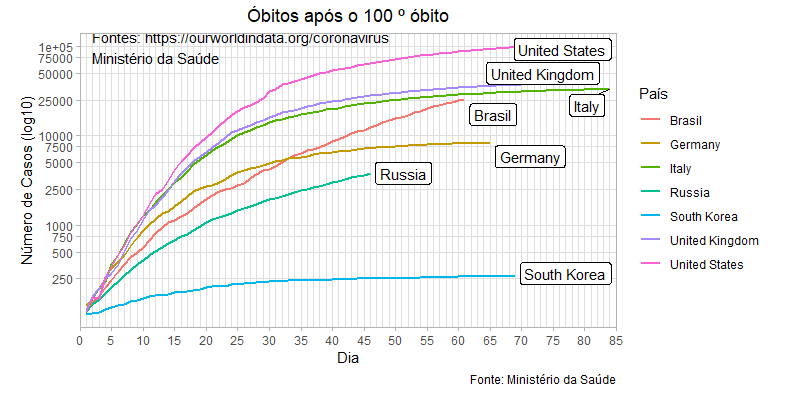 Óbitos após o 100 º óbito
Fontes: https://ourworldindata.org/coronavirus
Ministério da Saúde
Número de Casos (log10)
1e+05
75000
50000
25000
10000
7500
5000
2500
1000
750
500
250
United States
United Kingdom
Italy
Brasil
Germany
Russia
South Korea
0 5 10 15 20 25 30 35 40 45 50 55 60 65 70 75 80 85
Dia
País
Brasil
Germany
Italy
Russia
South Korea
United Kingdom
United States
Fonte: Ministério da Saúde